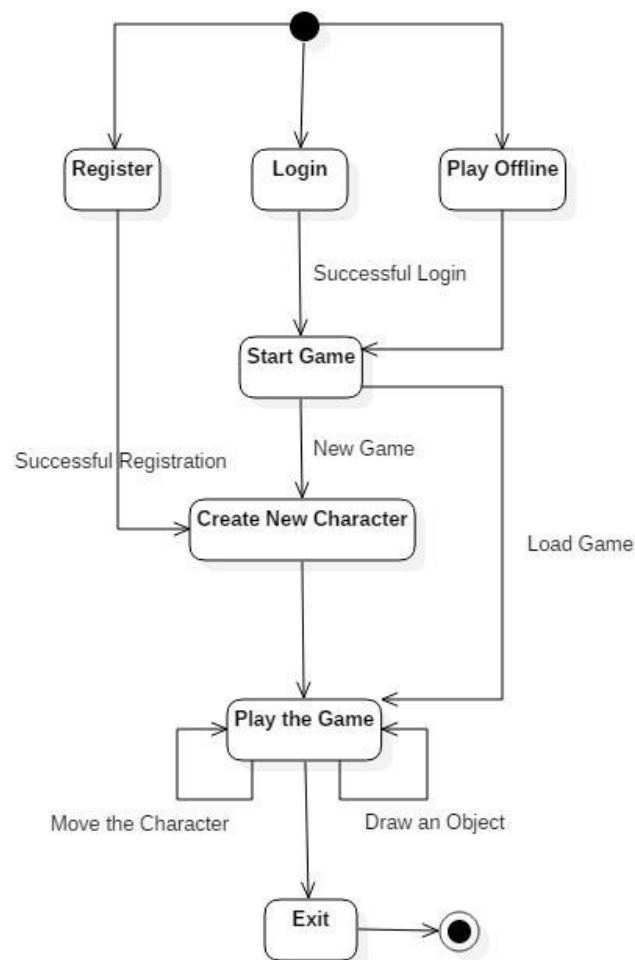 Register
Login
Play Offline
Successful Login
Start Game
New Game
Successful Registration
Create New Character
Load Game
Play the Game
Move the Character
Draw an Object
Exit